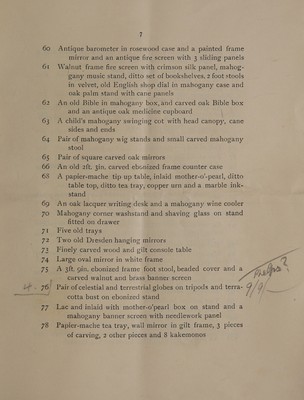 7
60 Antique barometer in rosewood case and a painted frame
mirror and an antique fire screen with 3 sliding panels
61 Walnut frame fire screen with crimson silk panel, mahog-
gany music stand, ditto set of bookshelves, 2 foot stools
in velvet, old English shop dial in mahogany case and
oak palm stand with cane panels
62 An old Bible in mahogany box, and carved oak Bible box
and an antique oak medicine cupboard
63 A child's mahogany swinging cot with head canopy, cane
sides and ends
64 Pair of mahogany wig stands and small carved mahogany
stool
65 Pair of square carved oak mirrors
66 An old 2ft. 3in. carved ebonized frame counter case
68 A papier-mache tip up table, inlaid mother-o'-pearl, ditto
table top, ditto tea tray, copper urn and a marble ink-
stand
69 An oak lacquer writing desk and a mahogany wine cooler
70 Mahogany corner washstand and shaving glass on stand
fitted on drawer
71 Five old trays
72 Two old Dresden hanging mirrors
73 Finely carved wood and gilt console table
74 Large oval mirror in white frame
75 A 3ft. 9in. ebonized frame foot stool, beaded cover and a
carved walnut and brass banner screen
76 Pair of celestial and terrestrial globes on tripods and terra-
cotta bust on ebonized stand
9/9/
77 Lac and inlaid with mother-o'pearl box on stand and a
mahogany banner screen with needlework panel
78 Papier-mache tea tray, wall mirror in gilt frame, 3 pieces
of carving, 2 other pieces and 8 kakemonos